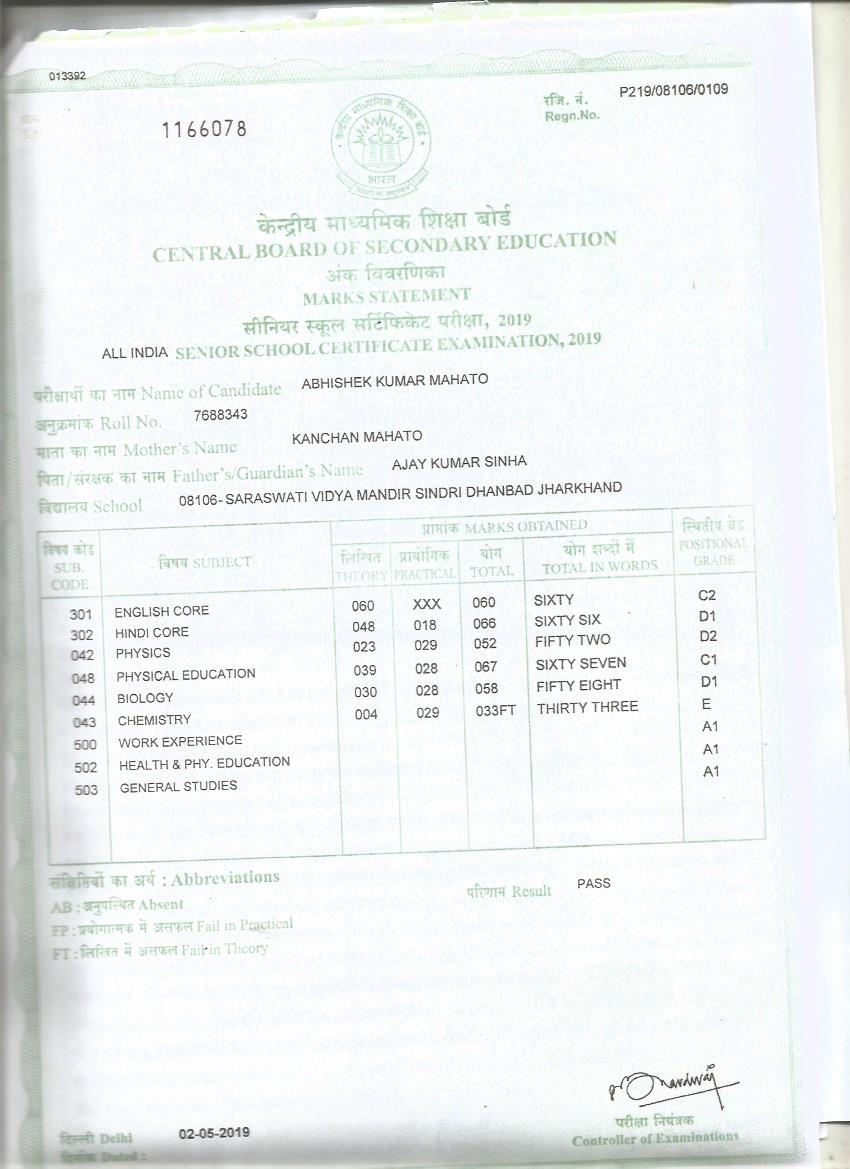 013392
रजि. नं. P219/08106/0109
Regn.No.
1166078
केन्द्रीय माध्यमिक शिक्षा बोर्ड
भारत
केन्द्रीय माध्यमिक शिक्षा बोर्ड
CENTRAL BOARD OF SECONDARY EDUCATION
अंक विवरणिका
MARKS STATEMENT
सीनियर स्कूल सर्टिफिकेट परीक्षा, 2019
ALL INDIA SENIOR SCHOOL CERTIFICATE EXAMINATION, 2019
परीक्षार्थी का नाम Name of Candidate ABHISHEK KUMAR MAHATO
अनुक्रमांक Roll No. 7688343
माता का नाम Mother's Name KANCHAN MAHATO
पिता/संरक्षक का नाम Father's/Guardian's Name AJAY KUMAR SINHA
विद्यालय School 08106- SARASWATI VIDYA MANDIR SINDRI DHANBAD JHARKHAND
विषय कोड SUB. CODE विषय SUBJECT प्राप्तांक MARKS OBTAINED स्थितीय ग्रेड POSITIONAL GRADE
लिखित THEORY प्रायोगिक PRACTICAL योग TOTAL योग शब्दों में TOTAL IN WORDS
301 ENGLISH CORE 060 XXX 060 SIXTY C2
302 HINDI CORE 048 018 066 SIXTY SIX D1
042 PHYSICS 023 029 052 FIFTY TWO D2
048 PHYSICAL EDUCATION 039 028 067 SIXTY SEVEN C1
044 BIOLOGY 030 028 058 FIFTY EIGHT D1
043 CHEMISTRY 004 029 033FT THIRTY THREE E
500 WORK EXPERIENCE A1
502 HEALTH & PHY. EDUCATION A1
503 GENERAL STUDIES A1
संक्षिप्तियों का अर्थ : Abbreviations
परिणाम Result PASS
AB : अनुपस्थित Absent
FP : प्रयोगात्मक में असफल Fail in Practical
FT : लिखित में असफल Fail in Theory
परीक्षा नियंत्रक
Controller of Examinations
दिल्ली Delhi 02-05-2019
दिनांक Dated :